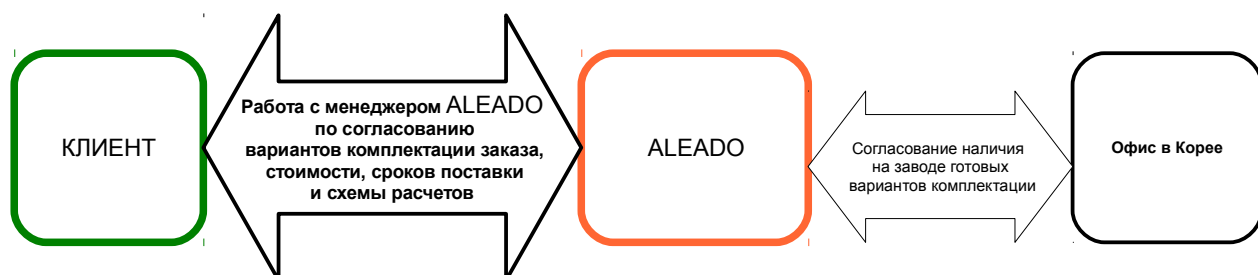 КЛИЕНТ
Работа с менеджером ALEADO
по согласованию
вариантов комплектации заказа,
стоимости, сроков поставки
и схемы расчетов
ALEADO
Согласование наличия
на заводе готовых
вариантов комплектации
Офис в Корее